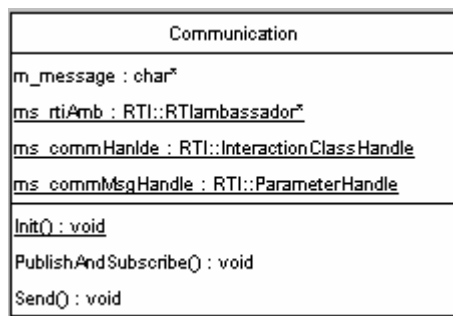 Communication
m_message : char*
ms_rtiAmb : RTI::RTIambassador*
ms_commHanlde : RTI::InteractionClassHandle
ms_commMsgHandle : RTI::ParameterHandle
Init() : void
PublishAndSubscribe() : void
Send() : void